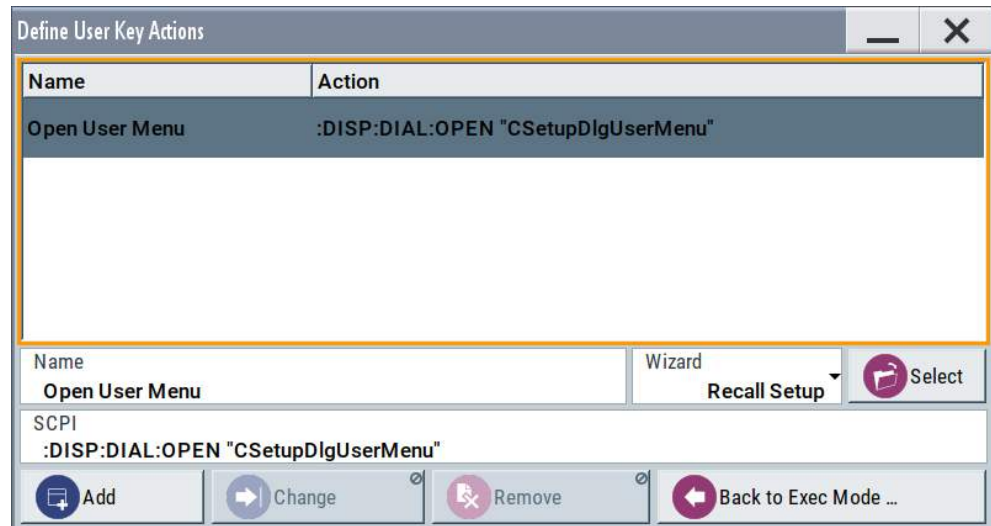 Define User Key Actions
Name Action
Open User Menu :DISP:DIAL:OPEN "CSetupDlgUserMenu"
Name Wizard
Open User Menu Recall Setup Select
SCPI
:DISP:DIAL:OPEN "CSetupDlgUserMenu"
Add Change Remove Back to Exec Mode ...